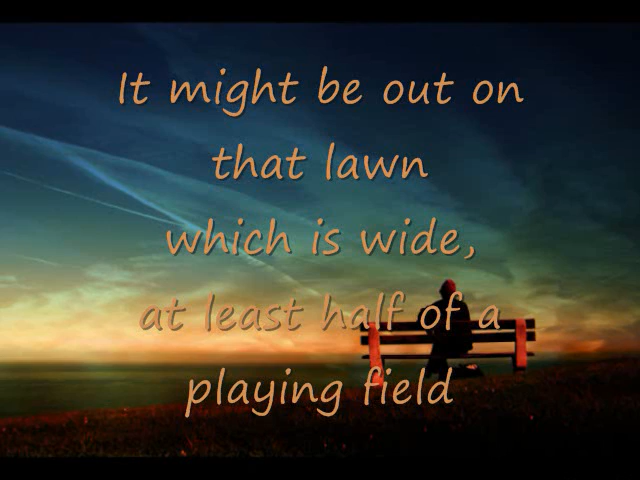 It might be out on
that lawn
which is wide,
at least half of a
playing field